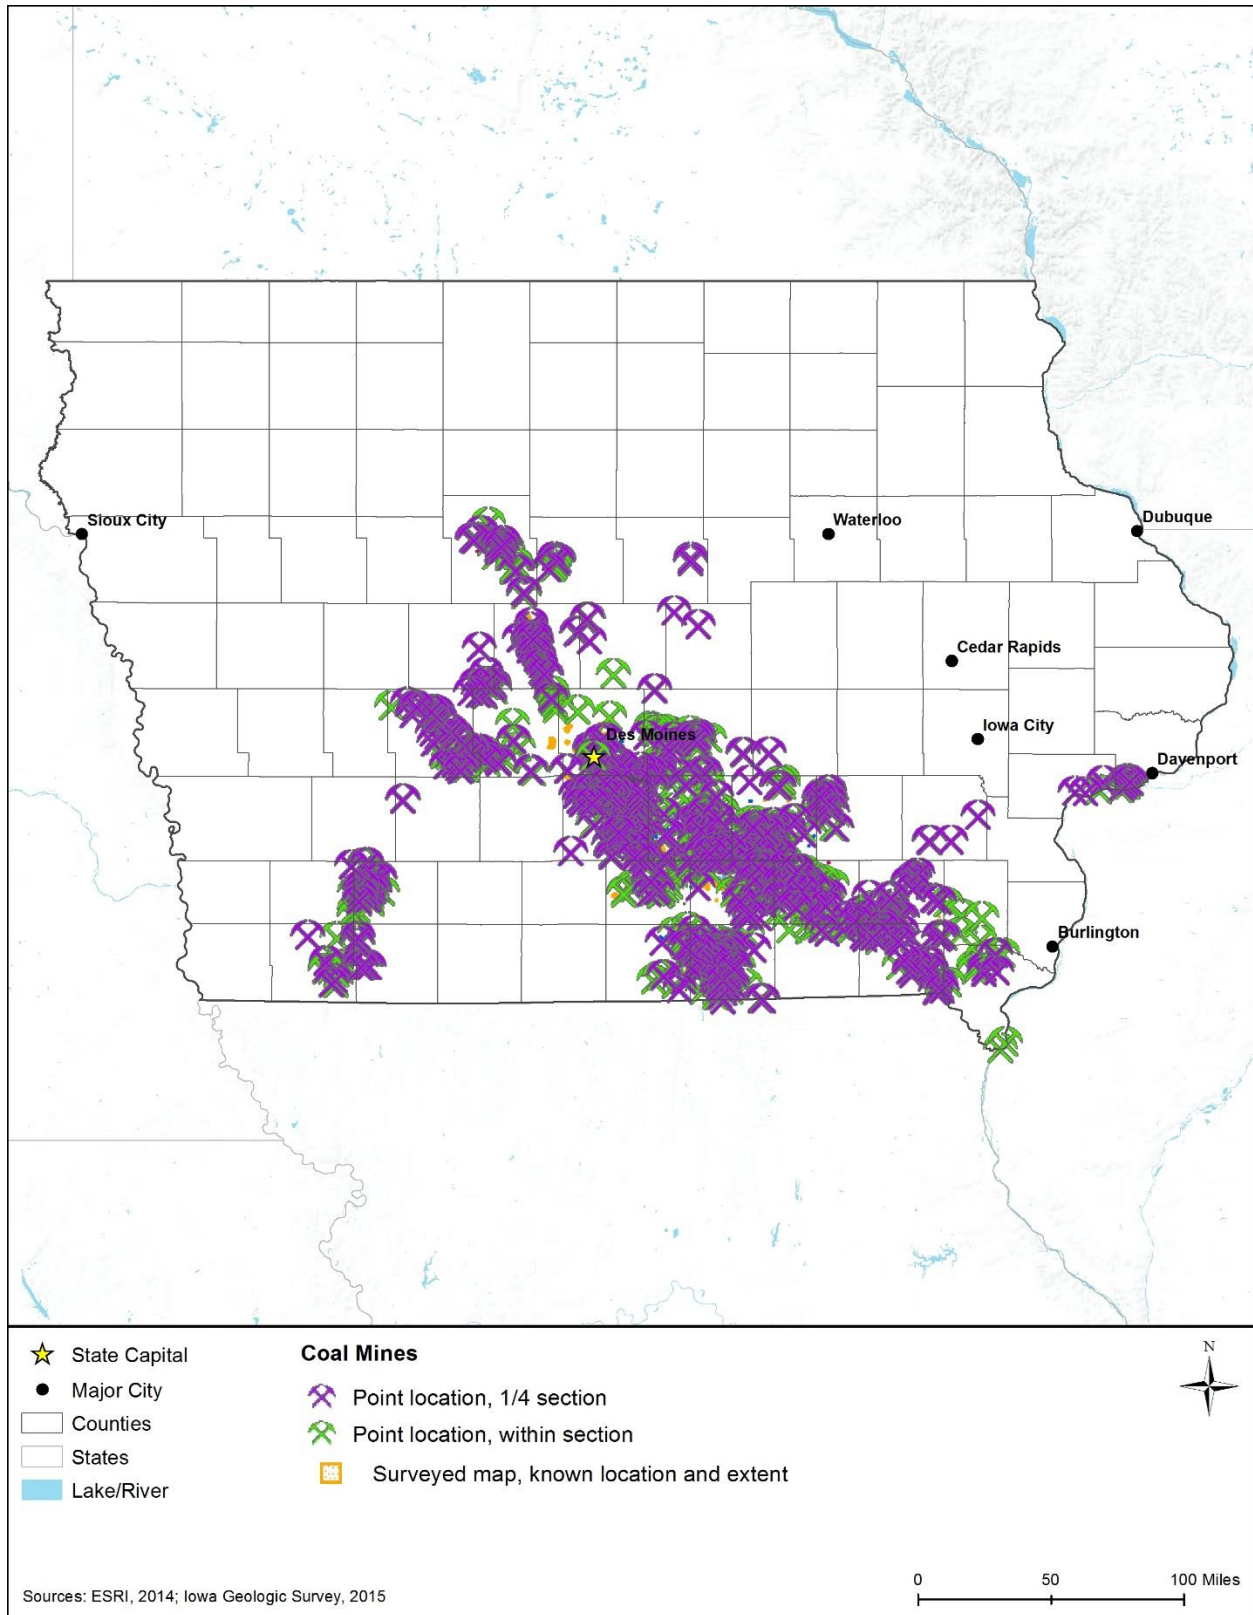 Sioux City
Waterloo
Dubuque
Cedar Rapids
Iowa City
Des Moines
Davenport
Burlington
State Capital
Major City
Counties
States
Lake/River
Coal Mines
Point location, 1/4 section
Point location, within section
Surveyed map, known location and extent
N
Sources: ESRI, 2014; Iowa Geologic Survey, 2015
0 50 100 Miles